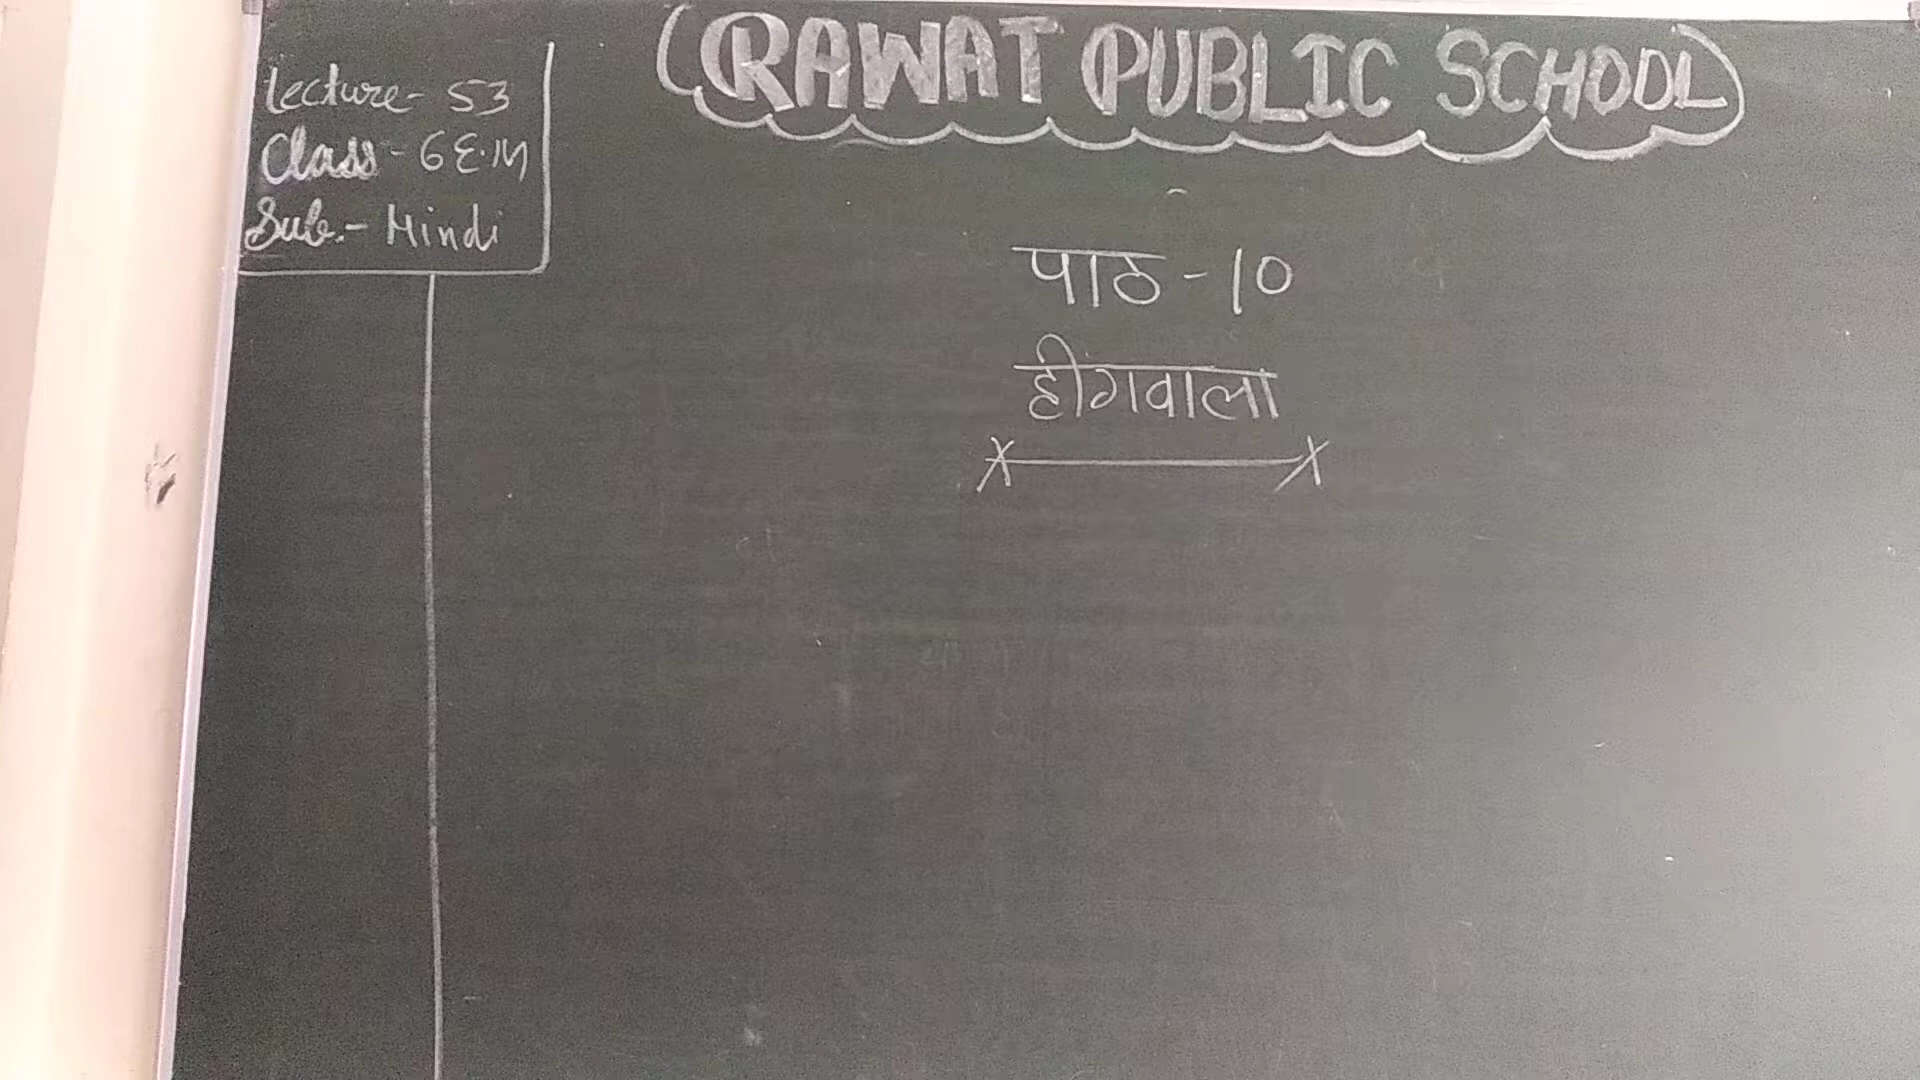 RAWAT PUBLIC SCHOOL
Lecture- 53
Class - 6 E.M
Sub.- Hindi
पाठ - 10
हीगवाला